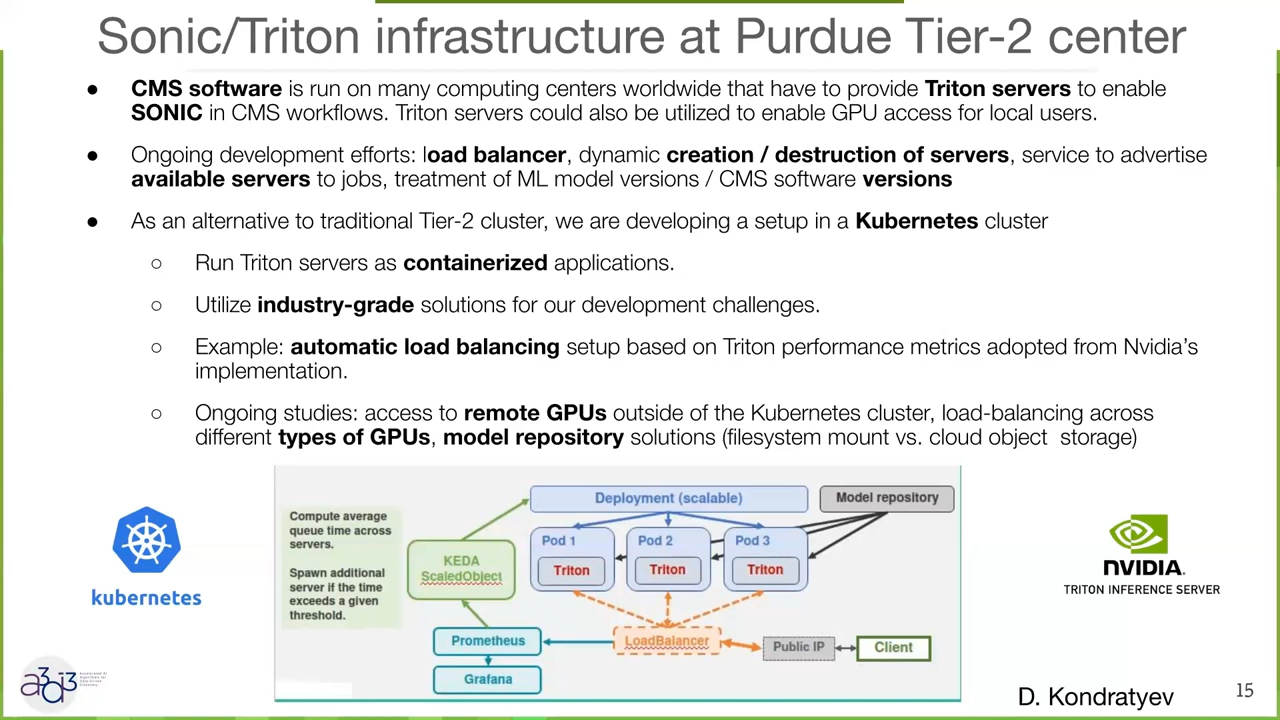 Sonic/Triton infrastructure at Purdue Tier-2 center
● CMS software is run on many computing centers worldwide that have to provide Triton servers to enable
SONIC in CMS workflows. Triton servers could also be utilized to enable GPU access for local users.
● Ongoing development efforts: load balancer, dynamic creation / destruction of servers, service to advertise
available servers to jobs, treatment of ML model versions / CMS software versions
● As an alternative to traditional Tier-2 cluster, we are developing a setup in a Kubernetes cluster
○ Run Triton servers as containerized applications.
○ Utilize industry-grade solutions for our development challenges.
○ Example: automatic load balancing setup based on Triton performance metrics adopted from Nvidia's
implementation.
○ Ongoing studies: access to remote GPUs outside of the Kubernetes cluster, load-balancing across
different types of GPUs, model repository solutions (filesystem mount vs. cloud object storage)
Compute average
queue time across
servers.
Spawn additional
server if the time
exceeds a given
threshold.
Deployment (scalable)
Model repository
KEDA
ScaledObject
Pod 1
Pod 2
Pod 3
Triton
Triton
Triton
Prometheus
LoadBalancer
Public IP
Client
Grafana
kubernetes
NVIDIA.
TRITON INFERENCE SERVER
a3d3
D. Kondratyev
15